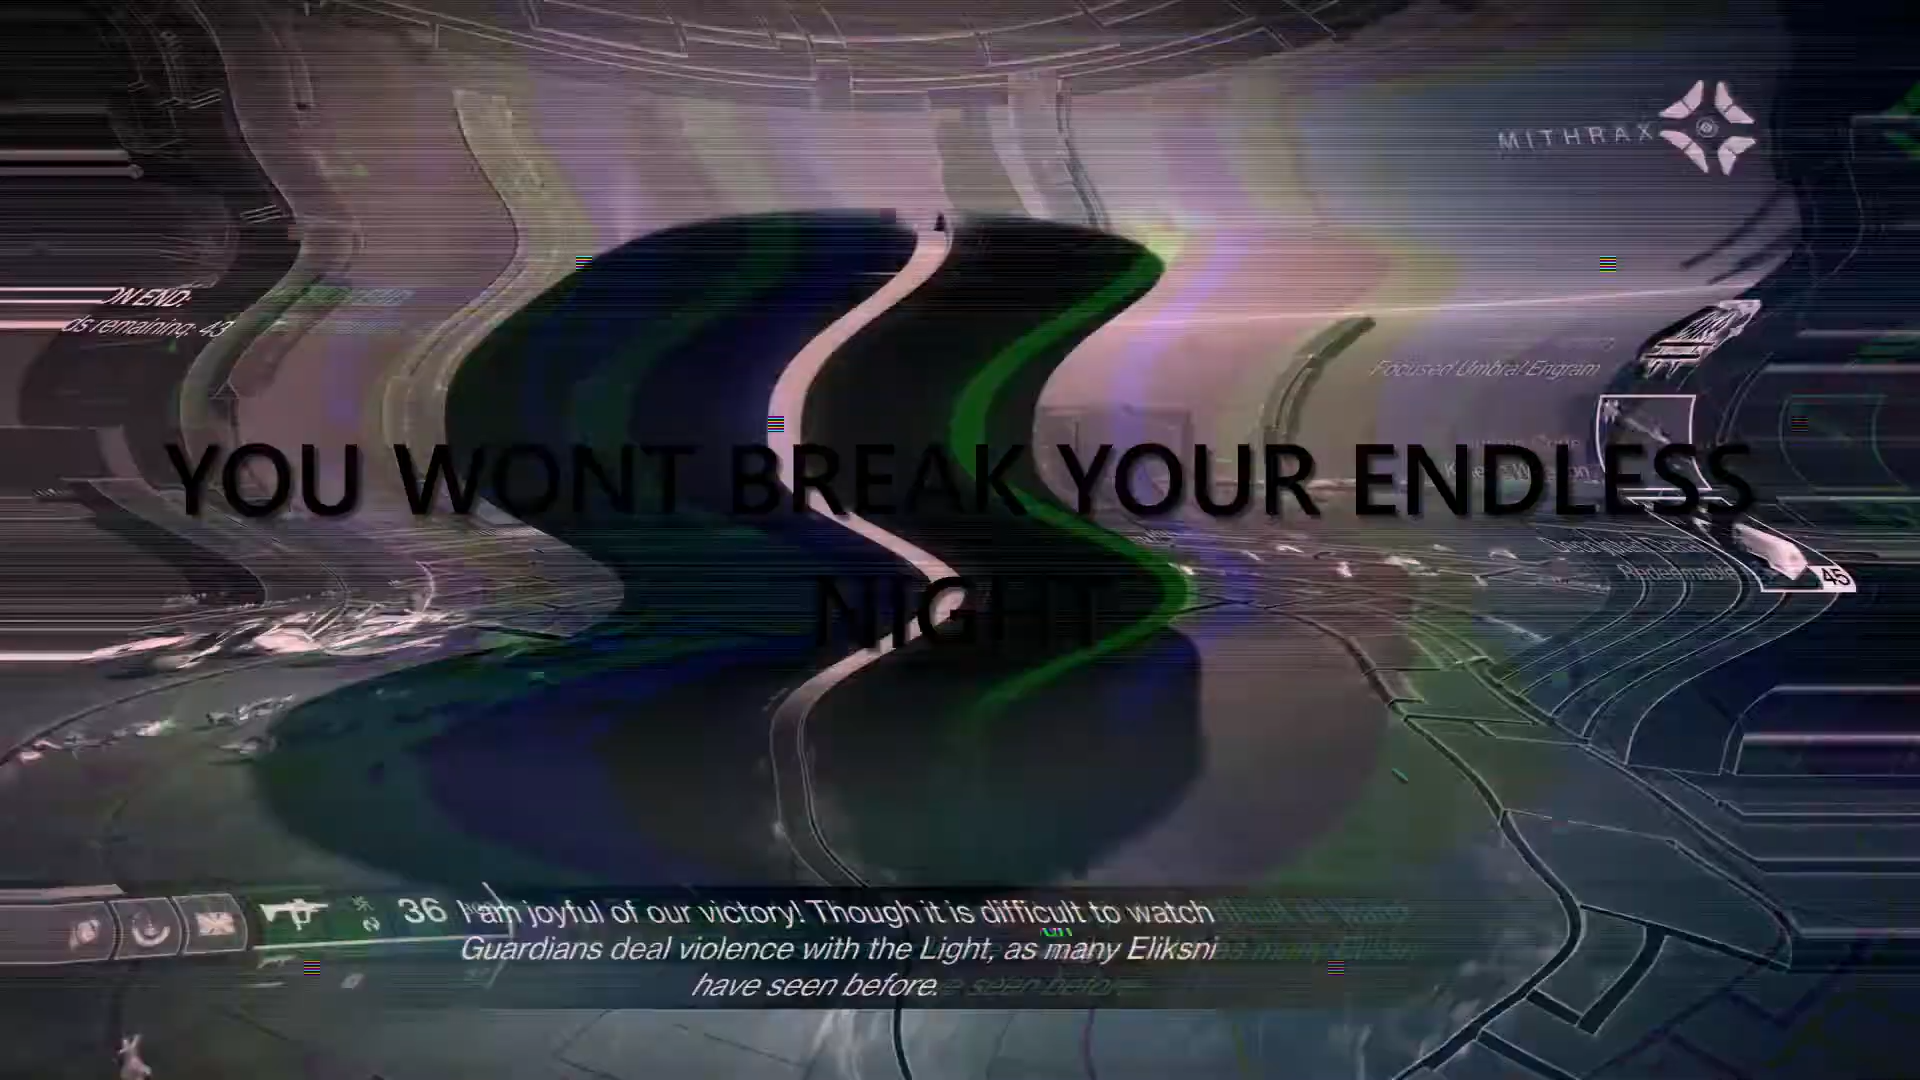 MITHRAX
ON END:
ds remaining: 43
Focused Umbral Engram
YOU WONT BREAK YOUR ENDLESS
NIGHT
45
36
I am joyful of our victory! Though it is difficult to watch
Guardians deal violence with the Light, as many Eliksni
have seen before.